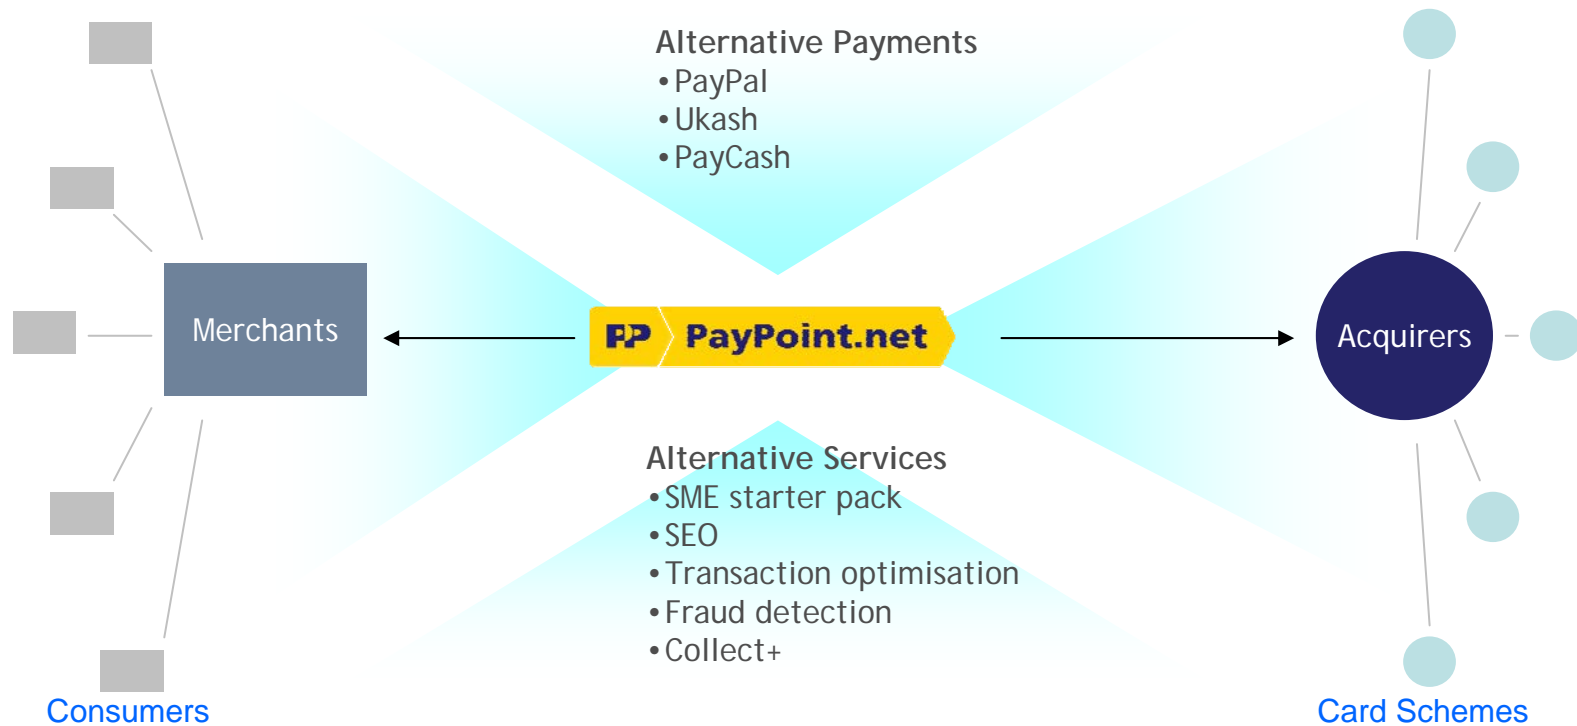 Alternative Payments
•PayPal
•Ukash
•PayCash
Merchants
PP PayPoint.net
Acquirers
Alternative Services
•SME starter pack
•SEO
•Transaction optimisation
•Fraud detection
•Collect+
Consumers
Card Schemes